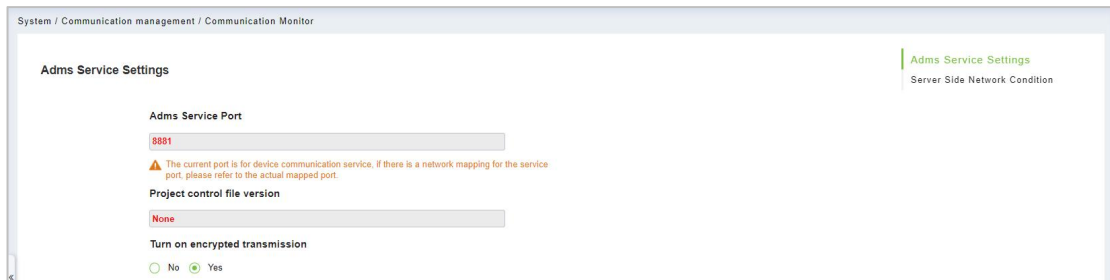 System / Communication management / Communication Monitor
Adms Service Settings
Adms Service Settings
Server Side Network Condition
Adms Service Port
8881
The current port is for device communication service, if there is a network mapping for the service
port, please refer to the actual mapped port.
Project control file version
None
Turn on encrypted transmission
No Yes
«